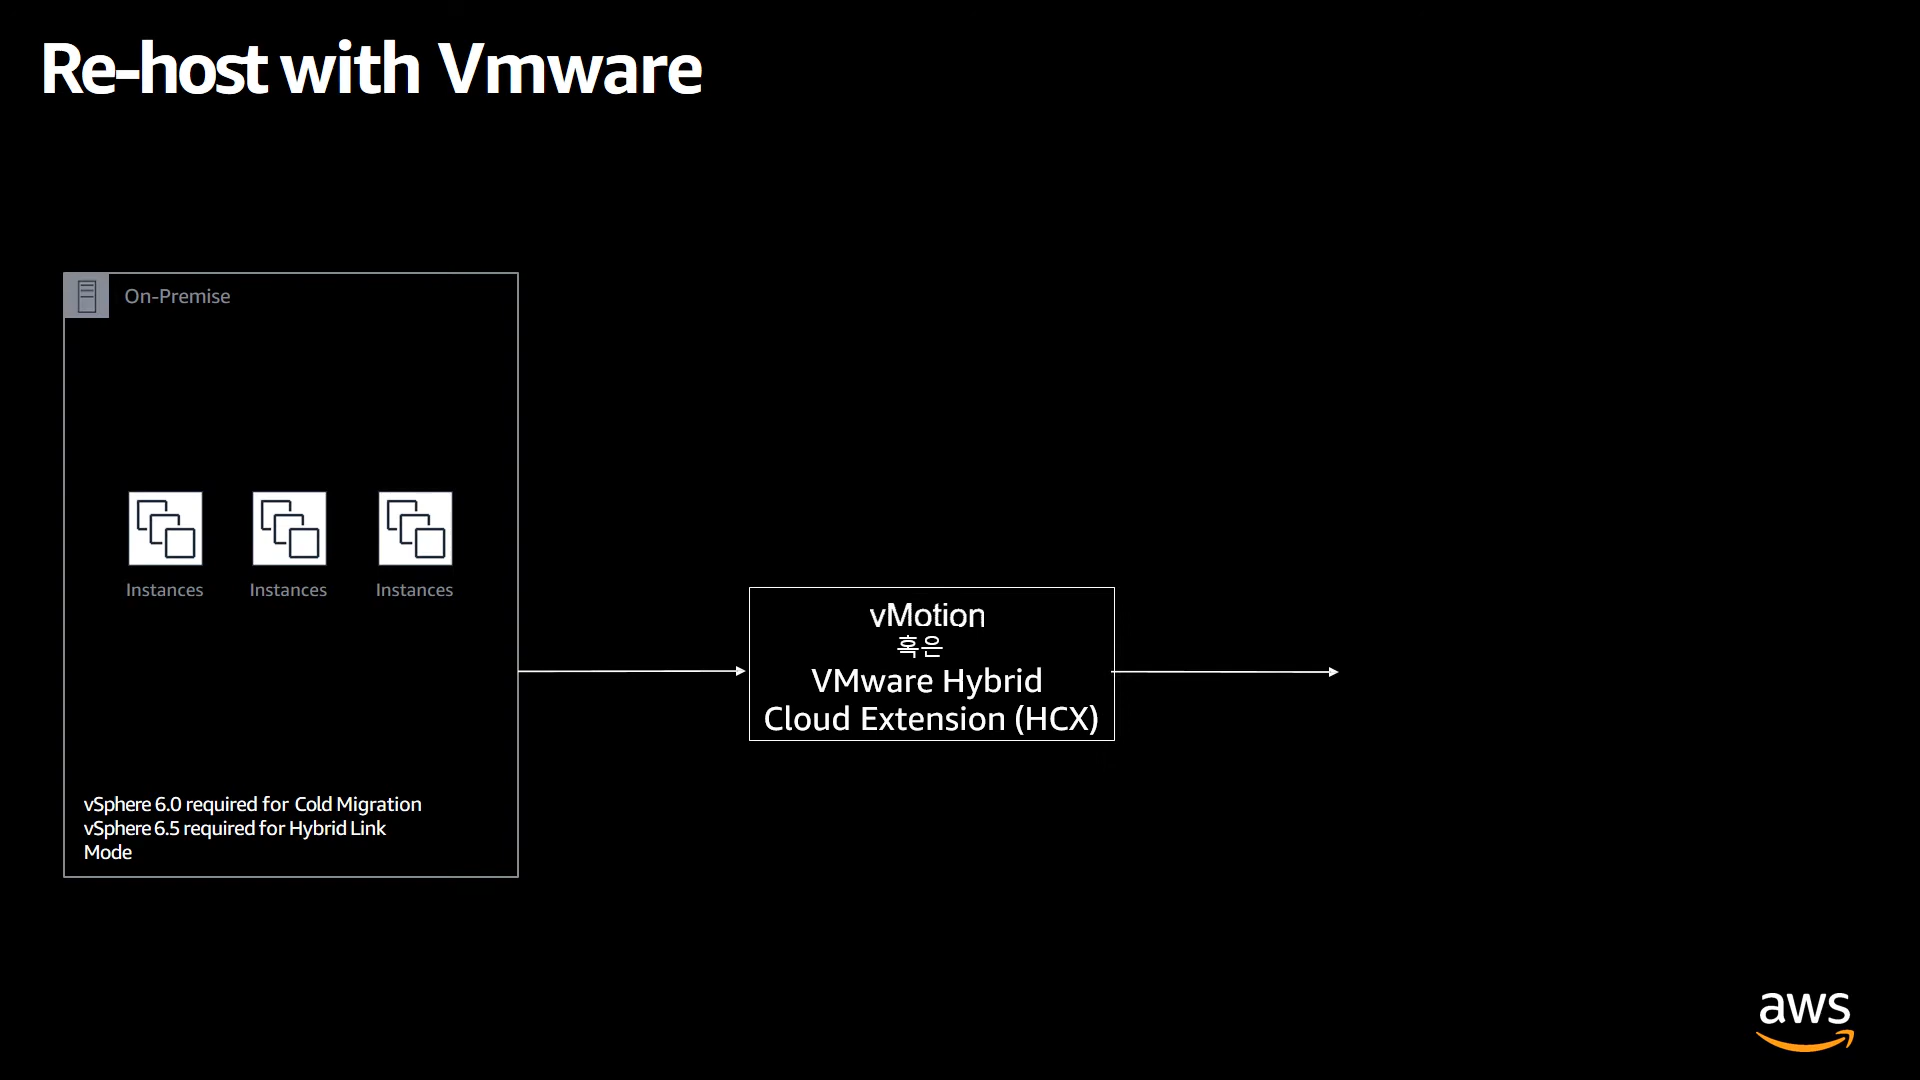 Re-host with Vmware
On-Premise
Instances
Instances
Instances
vSphere 6.0 required for Cold Migration
vSphere 6.5 required for Hybrid Link
Mode
vMotion
혹은
VMware Hybrid
Cloud Extension (HCX)
aws